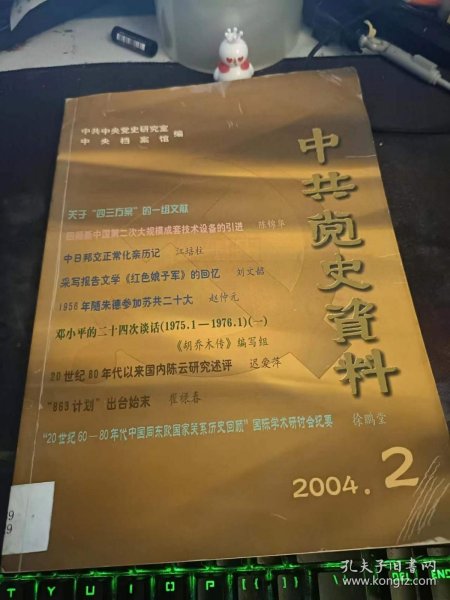 中共中央党史研究室
中央档案馆
编
中共党史資料
关于“四三方案”的一组文献
回顾新中国第二次大规模成套技术设备的引进 陈锦华
中日邦交正常化亲历记 江培柱
采写报告文学《红色娘子军》的回忆 刘文韶
1956年随朱德参加苏共二十大 赵仲元
邓小平的二十四次谈话(1975.1—1976.1)(一)
《胡乔木传》编写组
20世纪80年代以来国内陈云研究述评 迟爱萍
“863计划”出台始末 崔禄春
“20世纪60—80年代中国同东欧国家关系历史回顾”国际学术研讨会纪要 徐鹏堂
2004.2
9
9
T Y U I O P
DEL END
孔夫子旧书网
www.kongfz.com